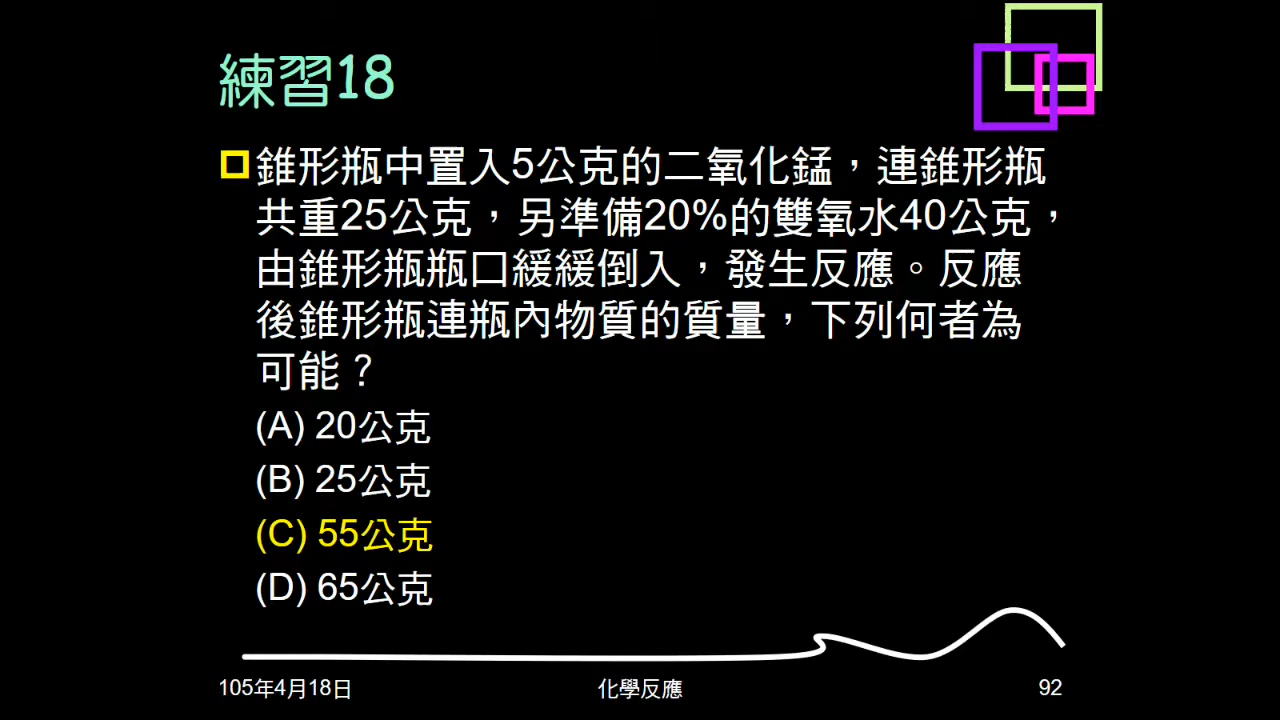 練習18
錐形瓶中置入5公克的二氧化錳，連錐形瓶
共重25公克，另準備20%的雙氧水40公克，
由錐形瓶瓶口緩緩倒入，發生反應。反應
後錐形瓶連瓶內物質的質量，下列何者為
可能？
(A) 20公克
(B) 25公克
(C) 55公克
(D) 65公克
105年4月18日
化學反應
92